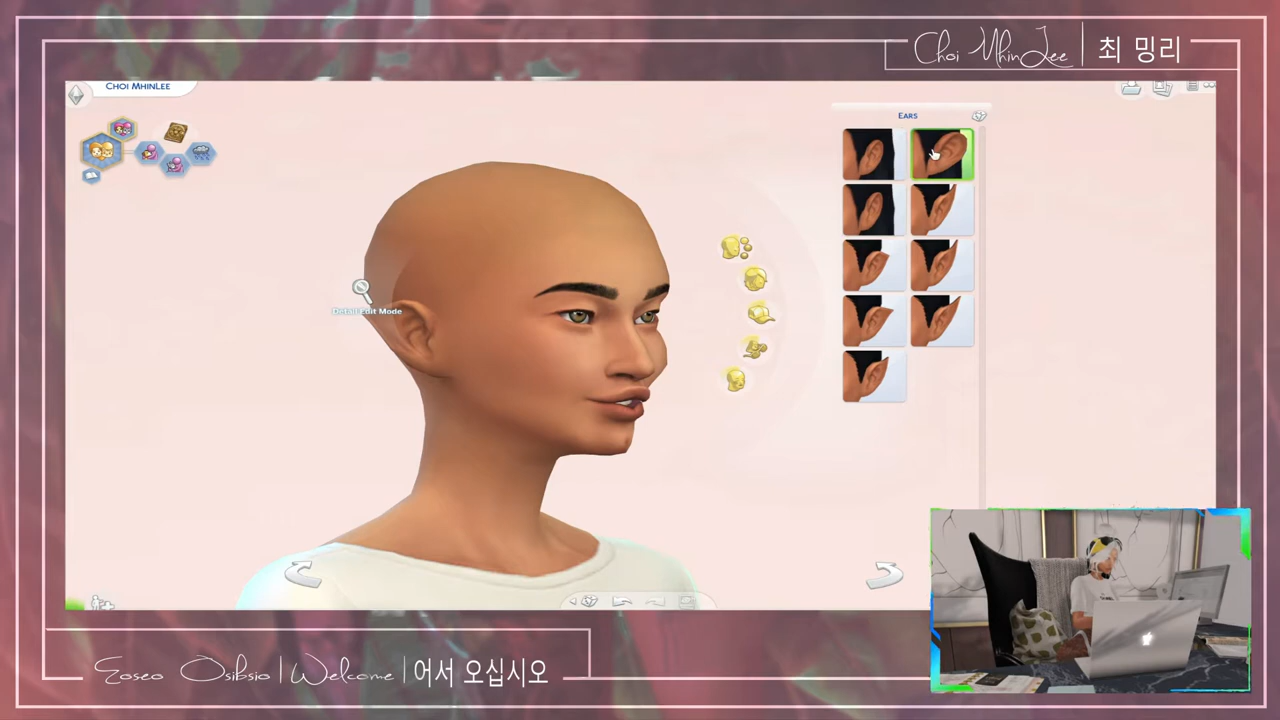 Choi MhinLee | 최 밍리
Choi MhinLee
Ears
Detail Edit Mode
Eoseo Osibsio | Welcome | 어서 오십시오